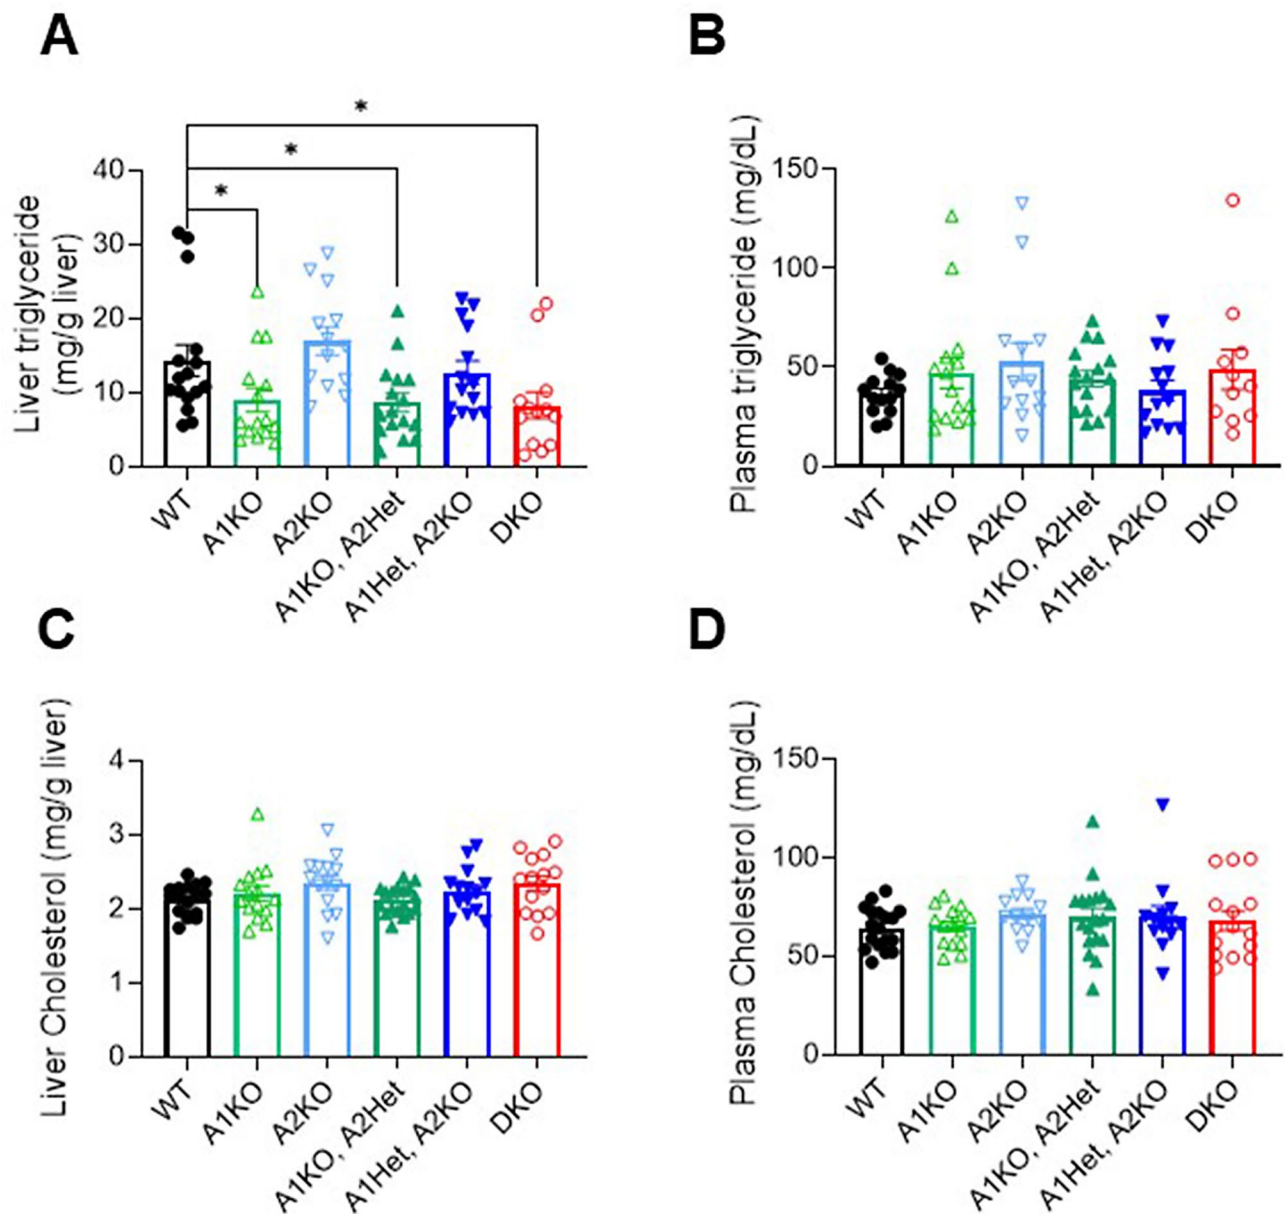 A
Liver triglyceride
(mg/g liver)
40
30
20
10
0
*
*
*
WT
A1KO
A2KO
A1KO, A2Het
A1Het, A2KO
DKO
B
Plasma triglyceride (mg/dL)
150
100
50
0
WT
A1KO
A2KO
A1KO, A2Het
A1Het, A2KO
DKO
C
Liver Cholesterol (mg/g liver)
4
3
2
1
0
WT
A1KO
A2KO
A1KO, A2Het
A1Het, A2KO
DKO
D
Plasma Cholesterol (mg/dL)
150
100
50
0
WT
A1KO
A2KO
A1KO, A2Het
A1Het, A2KO
DKO